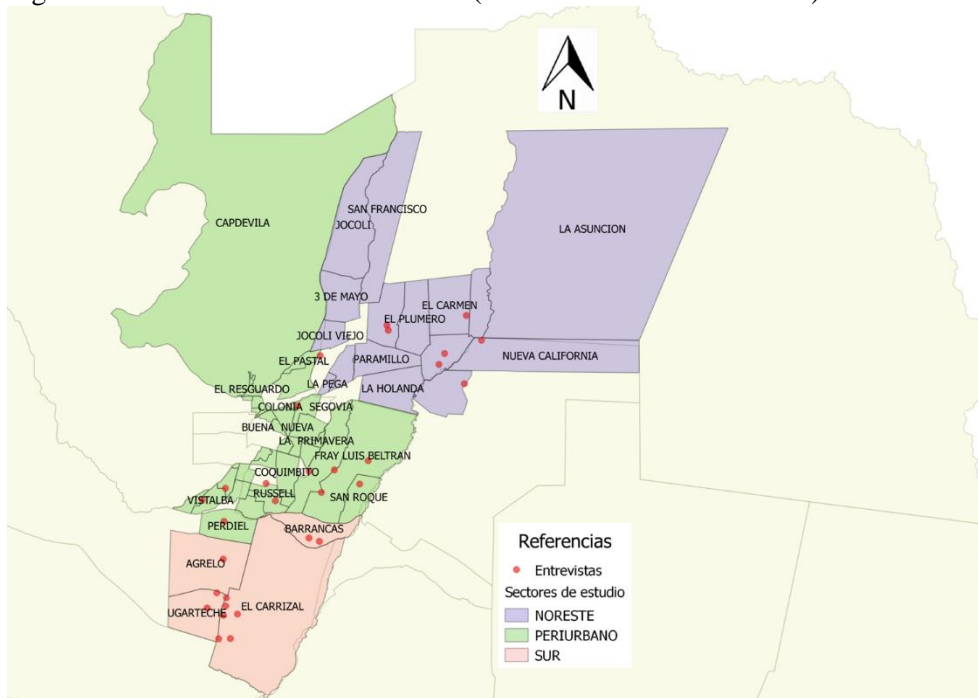 N
SAN FRANCISCO
JOCOLI
CAPDEVILA
LA ASUNCION
3 DE MAYO
EL CARMEN
EL PLUMERO
JOCOLI VIEJO
EL PASTAL
PARAMILLO
NUEVA CALIFORNIA
EL RESGUARDO
LA PEGA
LA HOLANDA
COLONIA SEGOVIA
BUENA NUEVA
LA PRIMAVERA
FRAY LUIS BELTRAN
COQUIMBITO
RUSSELL
SAN ROQUE
VISTALBA
PERDIEL
BARRANCAS
AGRELO
UGARTECHE
EL CARRIZAL
Referencias
Entrevistas
Sectores de estudio
NORESTE
PERIURBANO
SUR